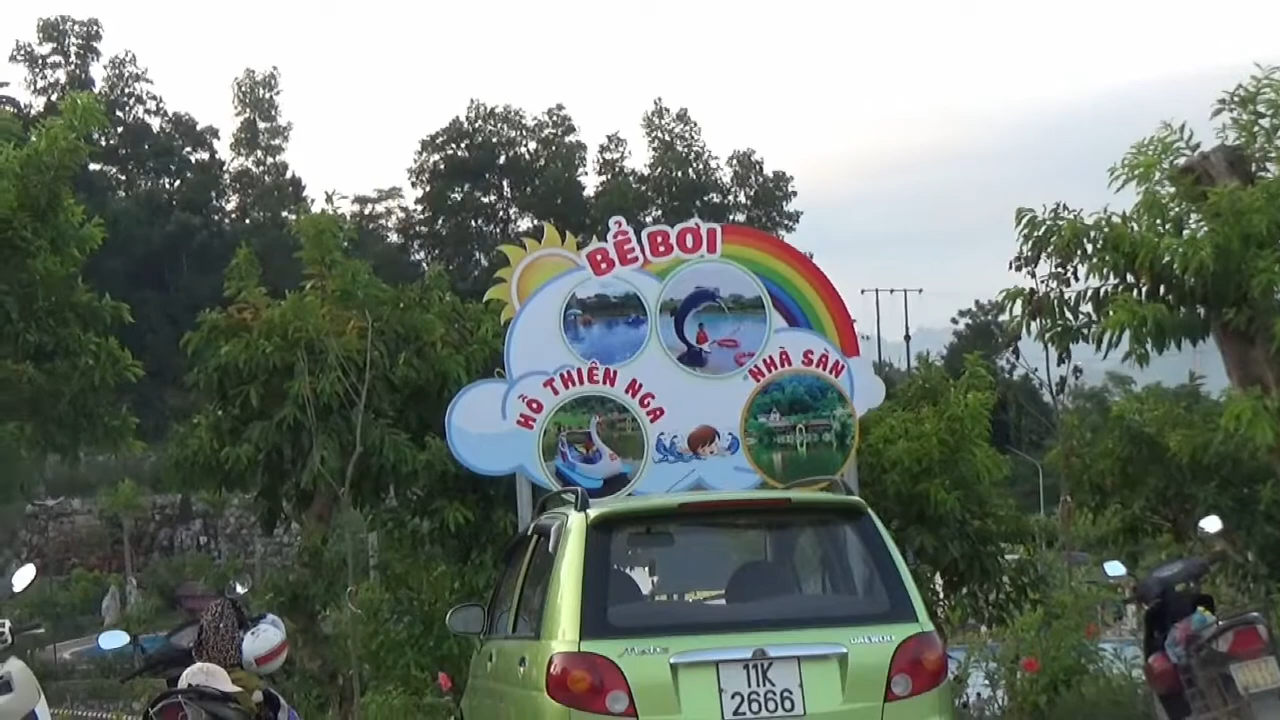 BỂ BƠI
HỒ THIÊN NGA
NHÀ SÀN
Matiz
DAEWOO
11K
2666